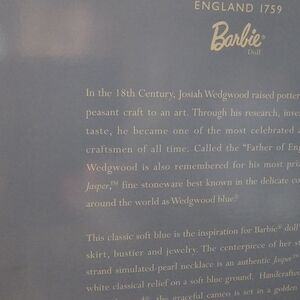 ENGLAND 1759
Barbie®
Doll
In the 18th Century, Josiah Wedgwood raised potter
peasant craft to an art. Through his research, inve
taste, he became one of the most celebrated a
craftsmen of all time. Called the "Father of Eng
Wedgwood is also remembered for his most pri
Jasper,™ fine stoneware best known in the delicate co
around the world as Wedgwood blue®
This classic soft blue is the inspiration for Barbie® doll
skirt, bustier and jewelry. The centerpiece of her s
strand simulated-pearl necklace is an authentic Jasper™
white classical relief on a soft blue ground. Handcrafte
the graceful cameo is set in a golden